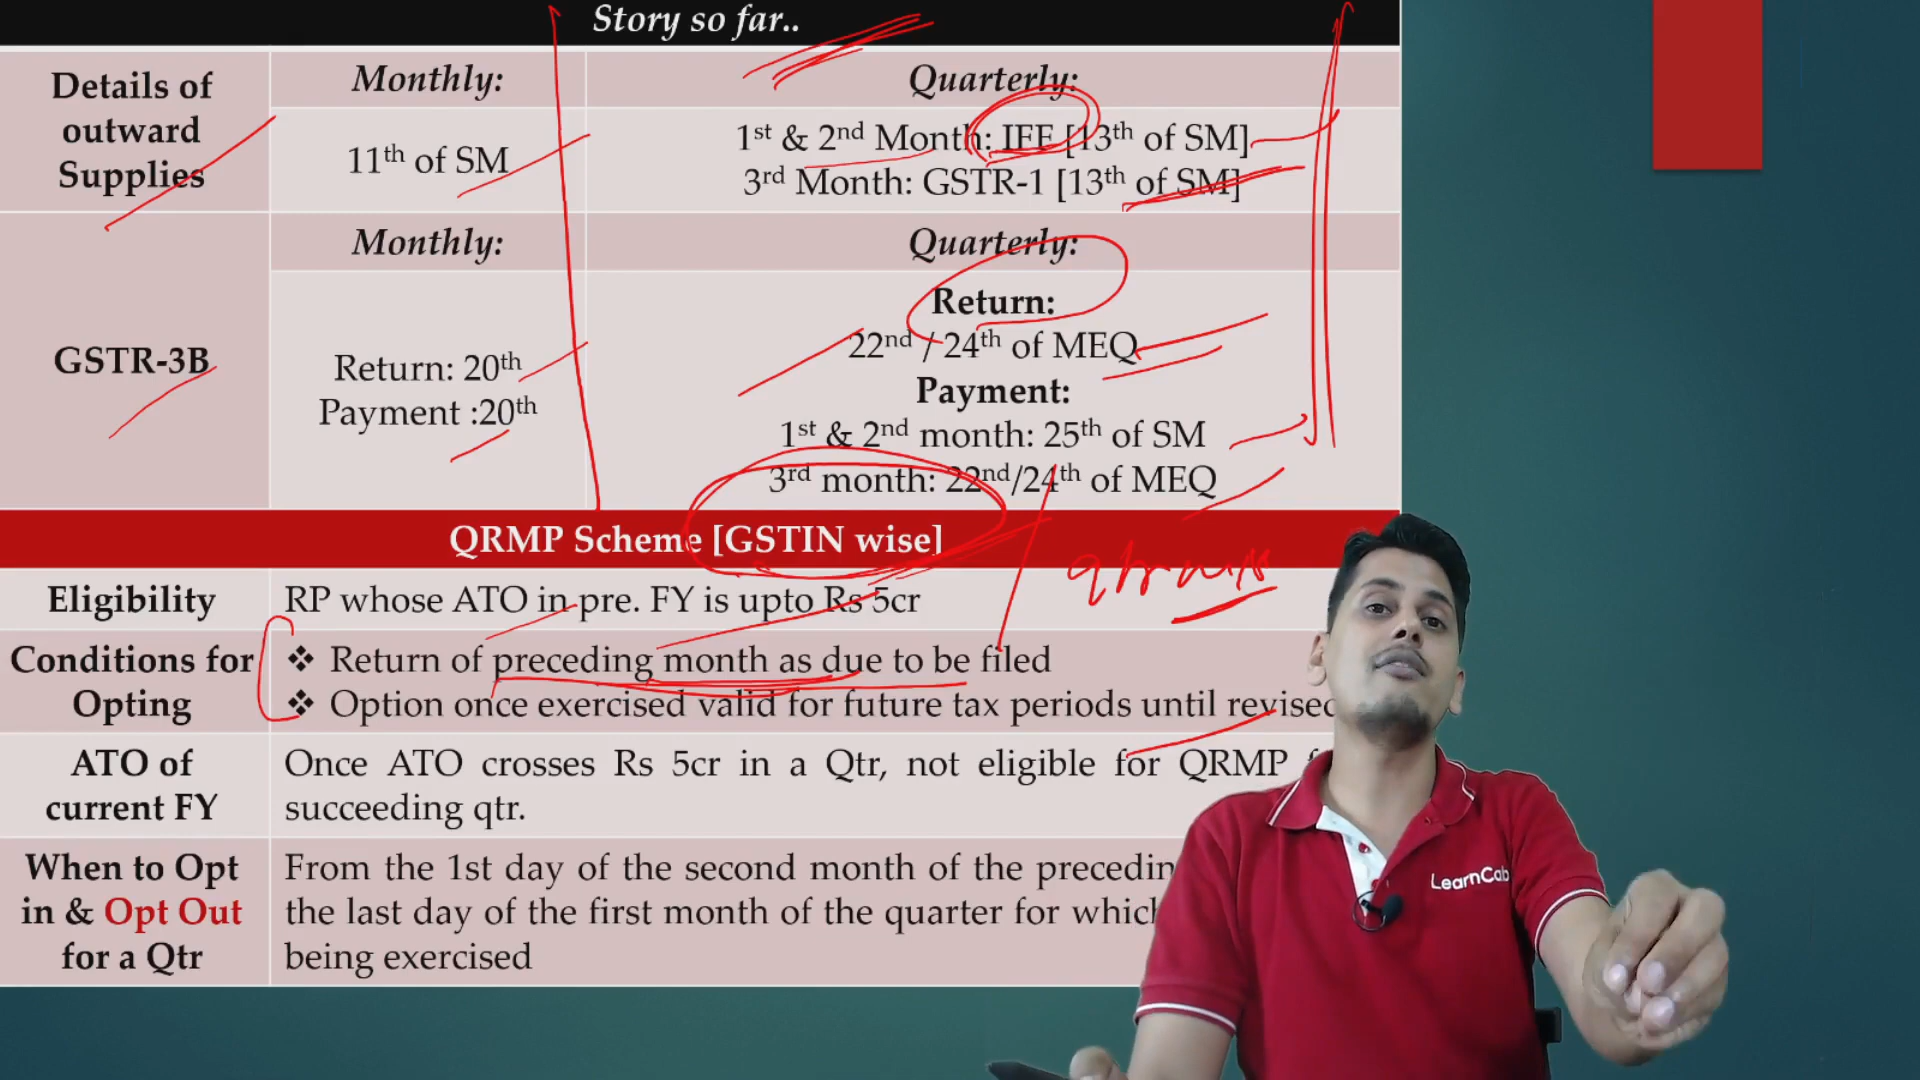 Story so far..
Details of outward Supplies
Monthly:
Quarterly:
11th of SM
1st & 2nd Month: IFF [13th of SM]
3rd Month: GSTR-1 [13th of SM]
GSTR-3B
Monthly:
Quarterly:
Return: 20th
Payment :20th
Return:
22nd / 24th of MEQ
Payment:
1st & 2nd month: 25th of SM
3rd month: 22nd/24th of MEQ
QRMP Scheme [GSTIN wise]
Eligibility
RP whose ATO in pre. FY is upto Rs 5cr
Conditions for Opting
❖ Return of preceding month as due to be filed
❖ Option once exercised valid for future tax periods until revised
ATO of current FY
Once ATO crosses Rs 5cr in a Qtr, not eligible for QRMP
succeeding qtr.
When to Opt in & Opt Out for a Qtr
From the 1st day of the second month of the
the last day of the first month of the quarter for
being exercised
LearnCab